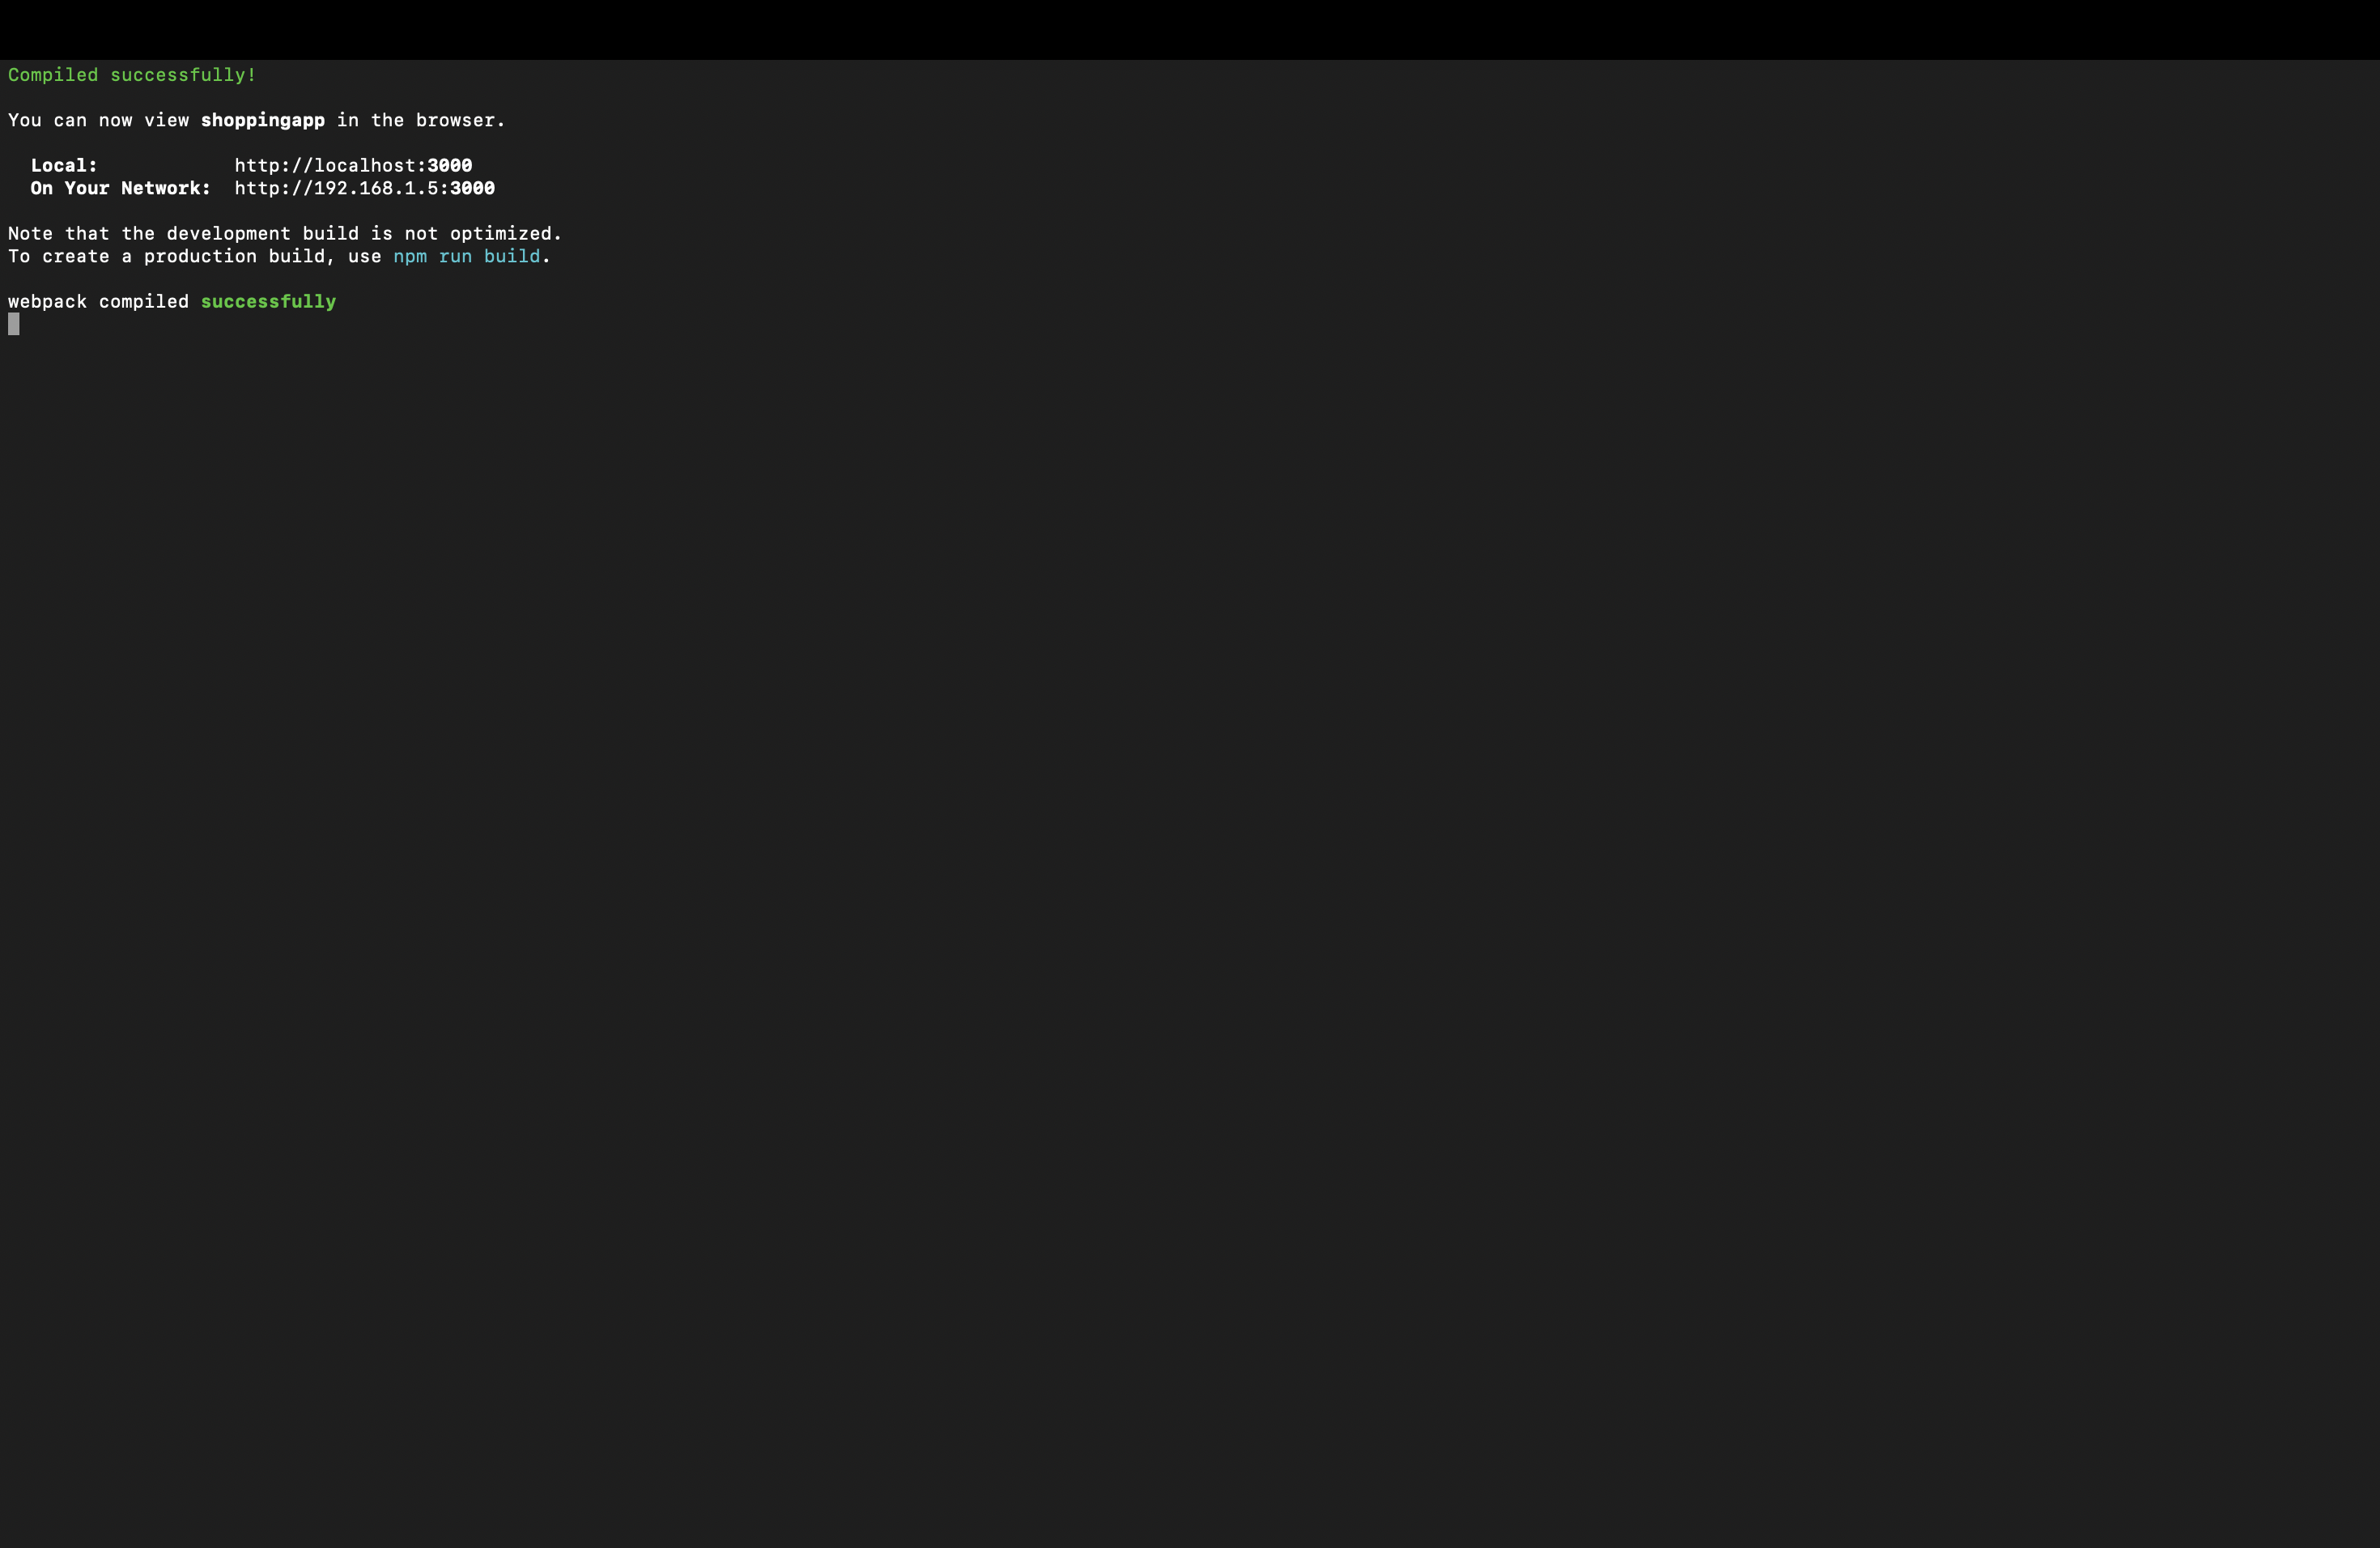 Compiled successfully!
You can now view shoppingapp in the browser.
Local: http://localhost:3000
On Your Network: http://192.168.1.5:3000
Note that the development build is not optimized.
To create a production build, use npm run build.
webpack compiled successfully